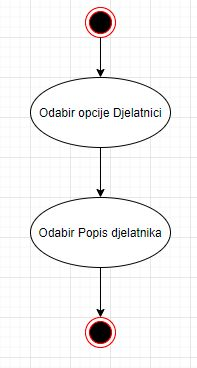 Odabir opcije Djelatnici
Odabir Popis djelatnika